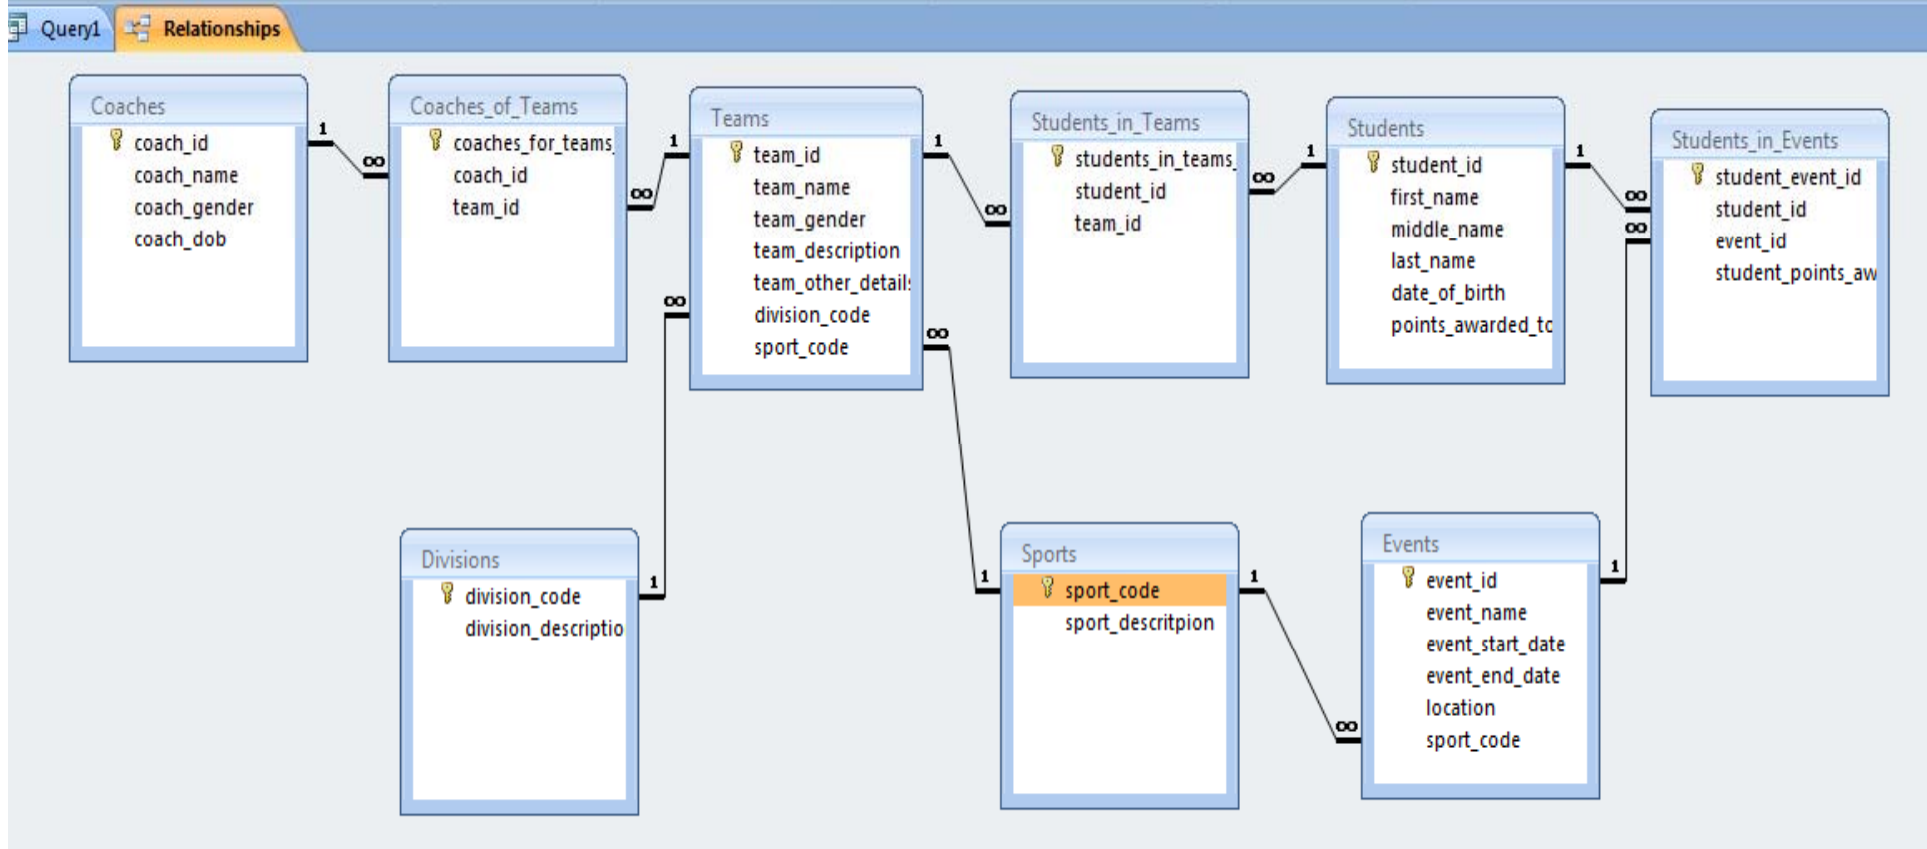 Query1
Relationships
Coaches
coach_id
coach_name
coach_gender
coach_dob
1
∞
Coaches_of_Teams
coaches_for_teams_
coach_id
team_id
∞
1
Teams
team_id
team_name
team_gender
team_description
team_other_details
division_code
sport_code
1
∞
∞
∞
Students_in_Teams
students_in_teams_
student_id
team_id
∞
1
Students
student_id
first_name
middle_name
last_name
date_of_birth
points_awarded_to
1
∞
∞
Students_in_Events
student_event_id
student_id
event_id
student_points_aw
Divisions
division_code
division_descriptio
1
1
Sports
sport_code
sport_descritpion
1
∞
Events
event_id
event_name
event_start_date
event_end_date
location
sport_code
1